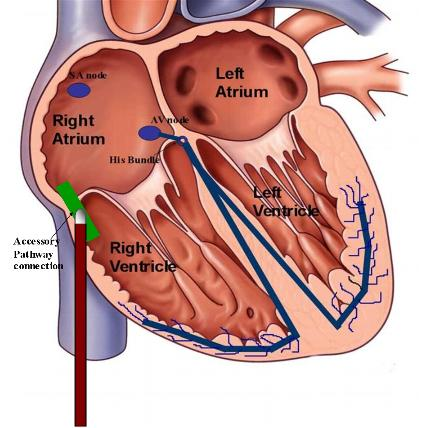 SA node
Left
Atrium
AV node
Right
Atrium
His Bundle
Left
Ventricle
Accessory
Pathway
connection
Right
Ventricle